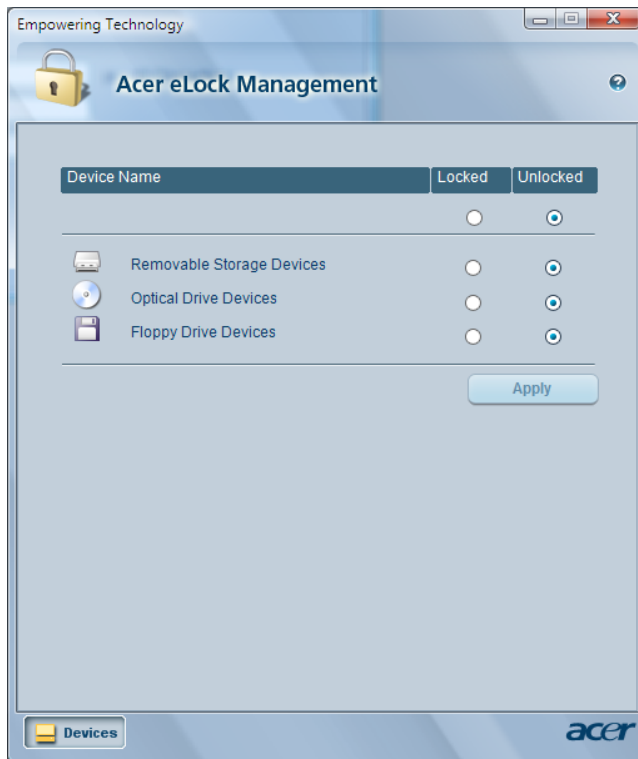 Empowering Technology
Acer eLock Management
Device Name Locked Unlocked
Removable Storage Devices
Optical Drive Devices
Floppy Drive Devices
Apply
Devices
acer